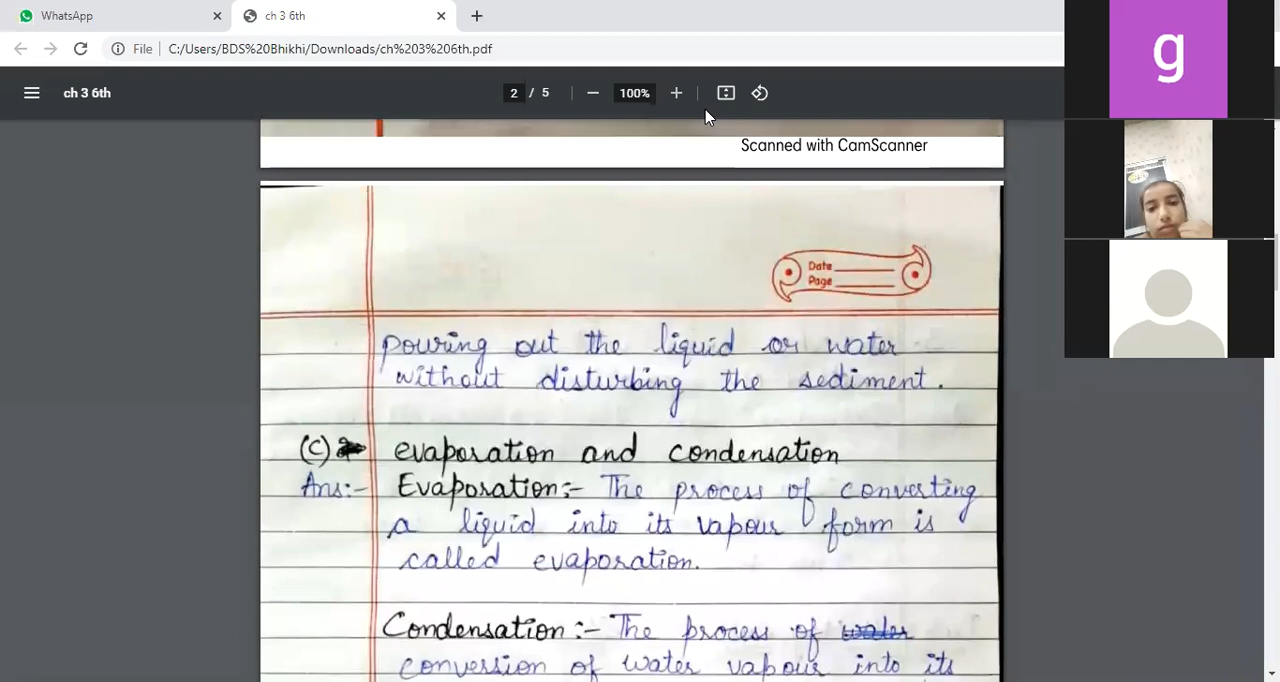 WhatsApp
ch 3 6th
File
C:/Users/BDS%20Bhikhi/Downloads/ch%203%206th.pdf
ch 3 6th
2 / 5
100%
g
Scanned with CamScanner
Date
Page
pouring out the liquid or water
without disturbing the sediment.
(C) evaporation and condensation
Ans:- Evaporation:- The process of converting
a liquid into its vapour form is
called evaporation.
Condensation:- The process of water
conversion of water vapour into its